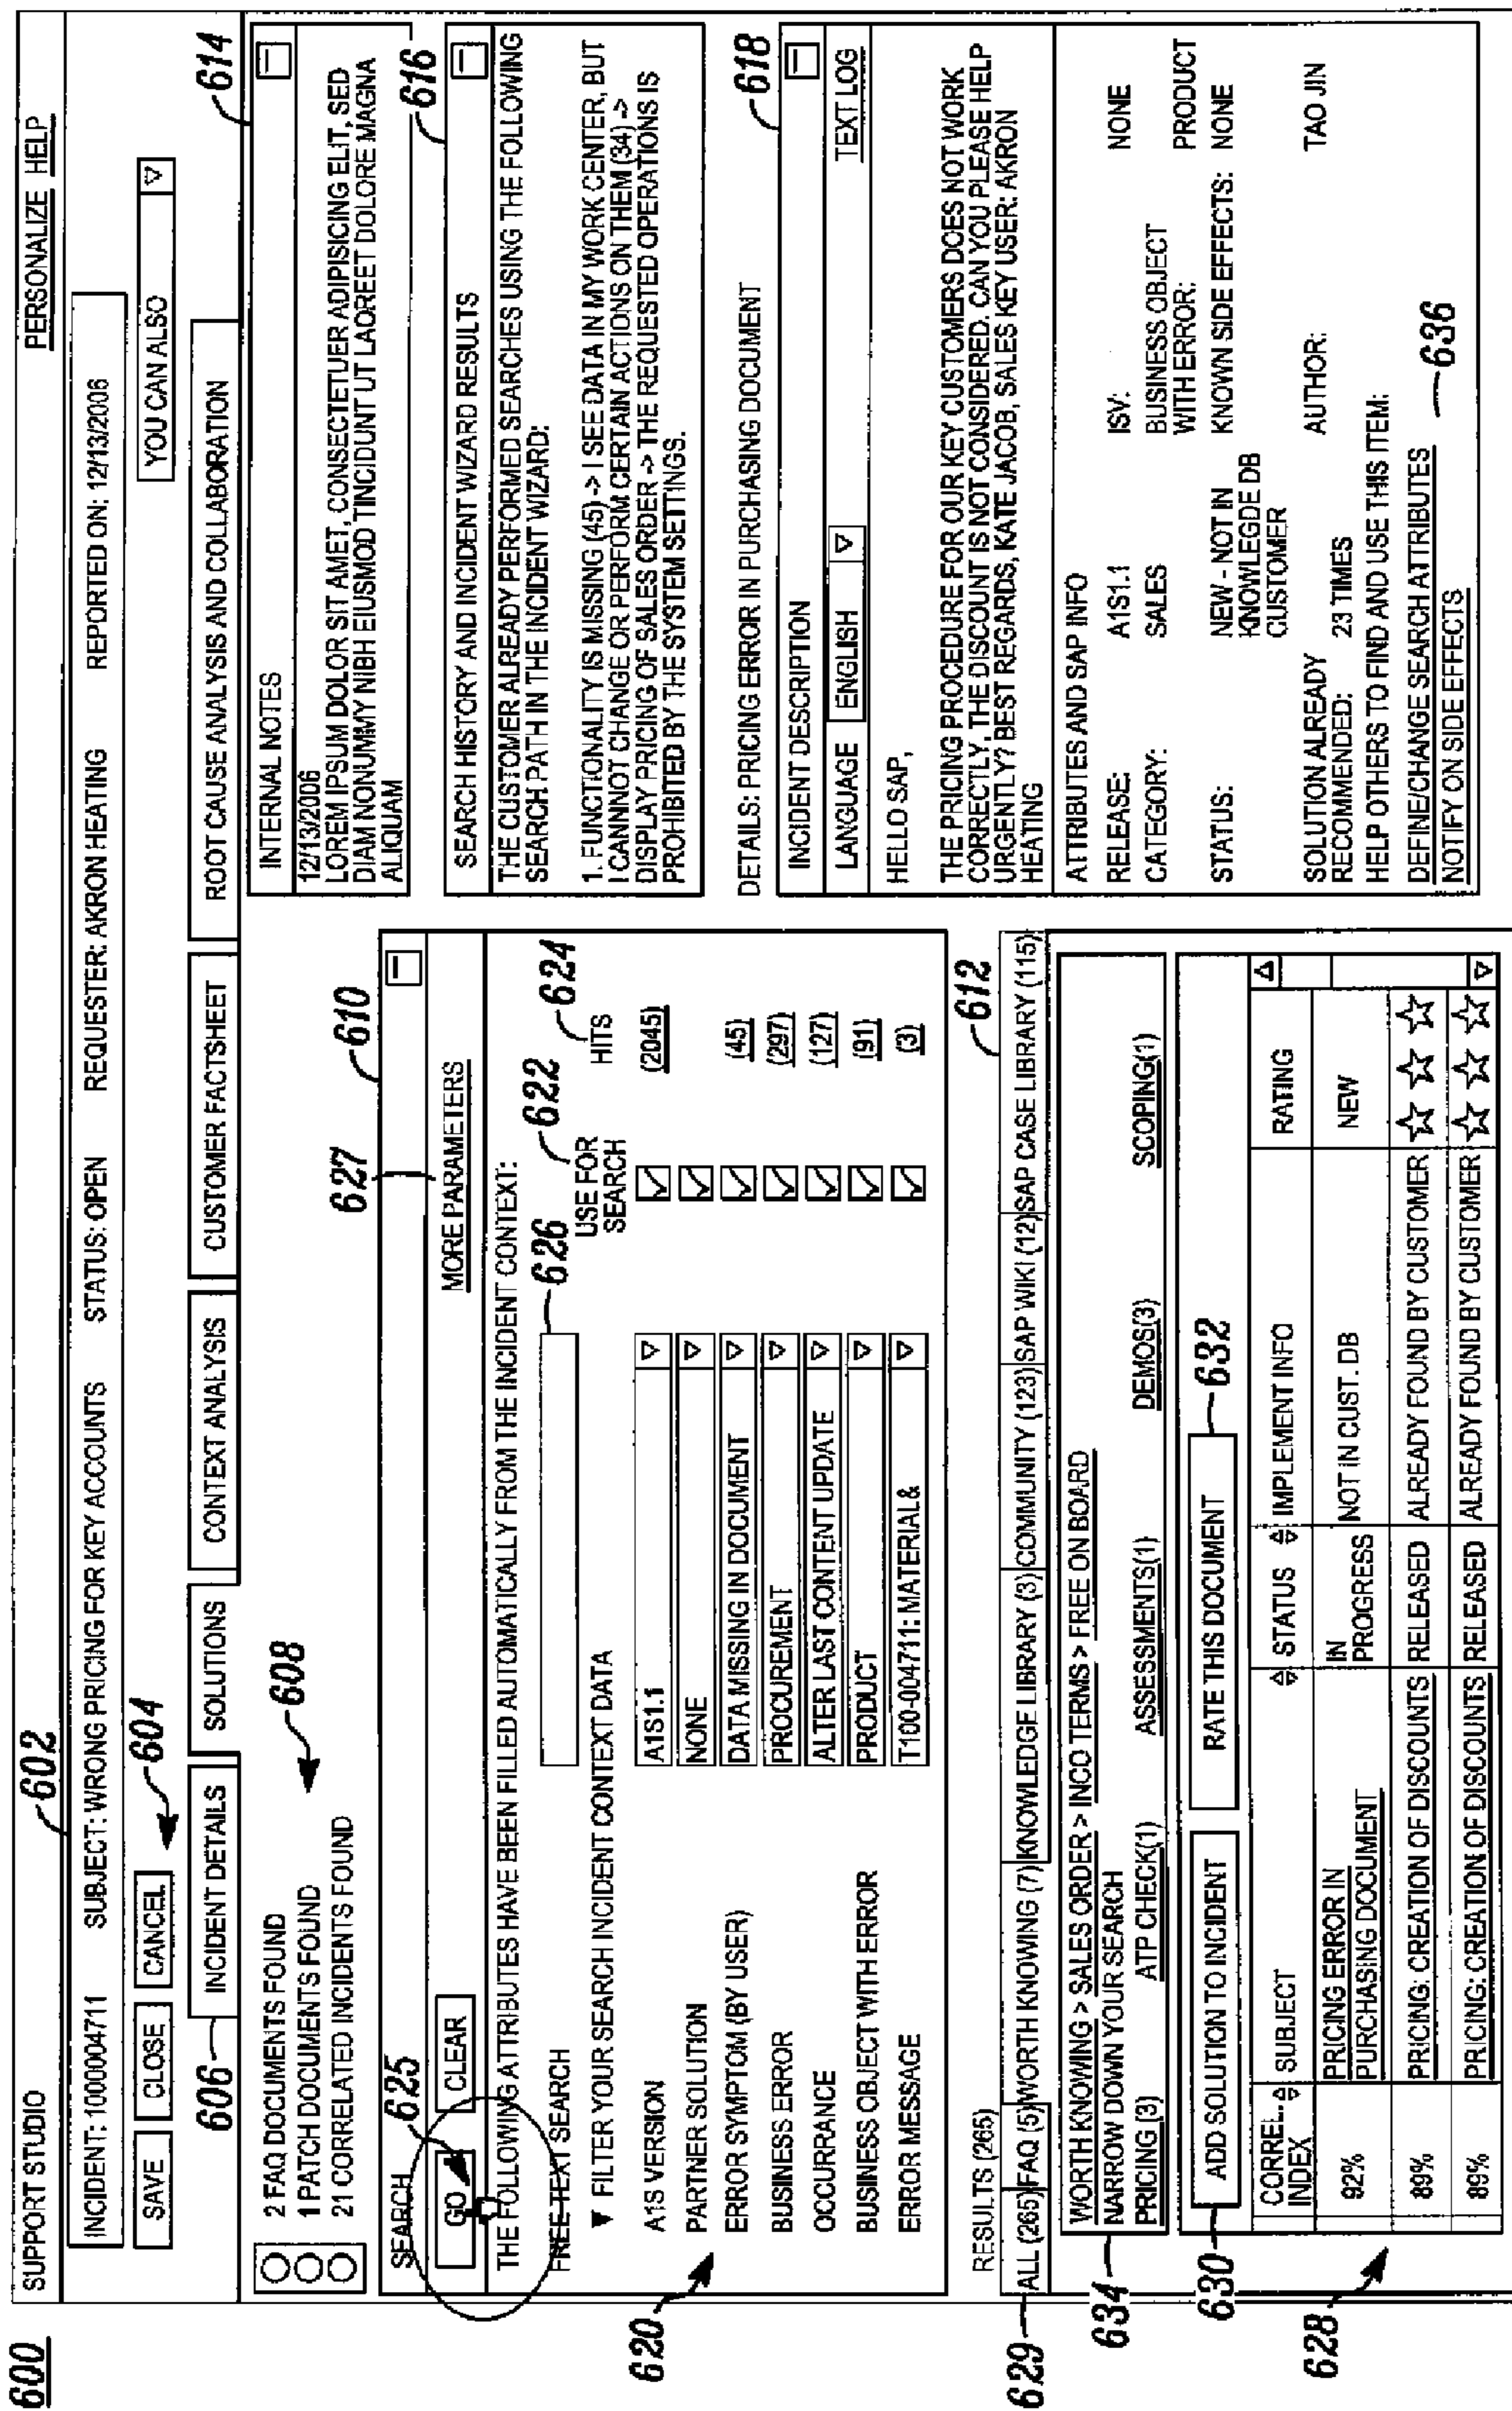 600
SUPPORT STUDIO
PERSONALIZE HELP
602
INCIDENT: 1000004711 SUBJECT: WRONG PRICING FOR KEY ACCOUNTS STATUS: OPEN REQUESTER: AKRON HEATING REPORTED ON: 12/13/2006
SAVE CLOSE CANCEL
604
YOU CAN ALSO
606
INCIDENT DETAILS SOLUTIONS CONTEXT ANALYSIS CUSTOMER FACTSHEET ROOT CAUSE ANALYSIS AND COLLABORATION
2 FAQ DOCUMENTS FOUND
1 PATCH DOCUMENTS FOUND
21 CORRELATED INCIDENTS FOUND
608
610
SEARCH
625
627
GO CLEAR
MORE PARAMETERS
THE FOLLOWING ATTRIBUTES HAVE BEEN FILLED AUTOMATICALLY FROM THE INCIDENT CONTEXT:
FREE TEXT SEARCH
626
622
624
▼ FILTER YOUR SEARCH INCIDENT CONTEXT DATA
USE FOR
SEARCH
HITS
A1S VERSION A1S1.1 (2045)
PARTNER SOLUTION NONE
ERROR SYMPTOM (BY USER) DATA MISSING IN DOCUMENT (45)
BUSINESS ERROR PROCUREMENT (297)
OCCURRANCE ALTER LAST CONTENT UPDATE (127)
BUSINESS OBJECT WITH ERROR PRODUCT (91)
ERROR MESSAGE T100-004711: MATERIAL& (3)
620
612
RESULTS (265)
629
ALL (265) FAQ (5) WORTH KNOWING (7) KNOWLEDGE LIBRARY (3) COMMUNITY (123) SAP WIKI (12) SAP CASE LIBRARY (115)
WORTH KNOWING > SALES ORDER > INCO TERMS > FREE ON BOARD
634
NARROW DOWN YOUR SEARCH
PRICING (3) ATP CHECK(1) ASSESSMENTS(1) DEMOS(3) SCOPING(1)
630
ADD SOLUTION TO INCIDENT RATE THIS DOCUMENT
632
CORREL.
INDEX SUBJECT STATUS IMPLEMENT INFO RATING
92% PRICING ERROR IN
PURCHASING DOCUMENT IN
PROGRESS NOT IN CUST. DB NEW
89% PRICING: CREATION OF DISCOUNTS RELEASED ALREADY FOUND BY CUSTOMER
89% PRICING: CREATION OF DISCOUNTS RELEASED ALREADY FOUND BY CUSTOMER
628
614
INTERNAL NOTES
12/13/2006
LOREM IPSUM DOLOR SIT AMET, CONSECTETUER ADIPISICING ELIT, SED
DIAM NONUMMY NIBH EIUSMOD TINCIDUNT UT LAOREET DOLORE MAGNA
ALIQUAM
616
SEARCH HISTORY AND INCIDENT WIZARD RESULTS
THE CUSTOMER ALREADY PERFORMED SEARCHES USING THE FOLLOWING
SEARCH PATH IN THE INCIDENT WIZARD:
1. FUNCTIONALITY IS MISSING (45) -> I SEE DATA IN MY WORK CENTER, BUT
I CANNNOT CHANGE OR PERFORM CERTAIN ACTIONS ON THEM (34) ->
DISPLAY PRICING OF SALES ORDER -> THE REQUESTED OPERATIONS IS
PROHIBITED BY THE SYSTEM SETTINGS.
DETAILS: PRICING ERROR IN PURCHASING DOCUMENT
618
INCIDENT DESCRIPTION
LANGUAGE ENGLISH TEXT LOG
HELLO SAP,
THE PRICING PROCEDURE FOR OUR KEY CUSTOMERS DOES NOT WORK
CORRECTLY, THE DISCOUNT IS NOT CONSIDERED. CAN YOU PLEASE HELP
URGENTLY? BEST REGARDS, KATE JACOB, SALES KEY USER: AKRON
HEATING
ATTRIBUTES AND SAP INFO
RELEASE: A1S1.1 ISV: NONE
CATEGORY: SALES BUSINESS OBJECT
WITH ERROR: PRODUCT
STATUS: NEW - NOT IN
KNOWLEGDE DB
CUSTOMER KNOWN SIDE EFFECTS: NONE
SOLUTION ALREADY
RECOMMENDED: 23 TIMES AUTHOR: TAO JIN
HELP OTHERS TO FIND AND USE THIS ITEM:
DEFINE/CHANGE SEARCH ATTRIBUTES
636
NOTIFY ON SIDE EFFECTS